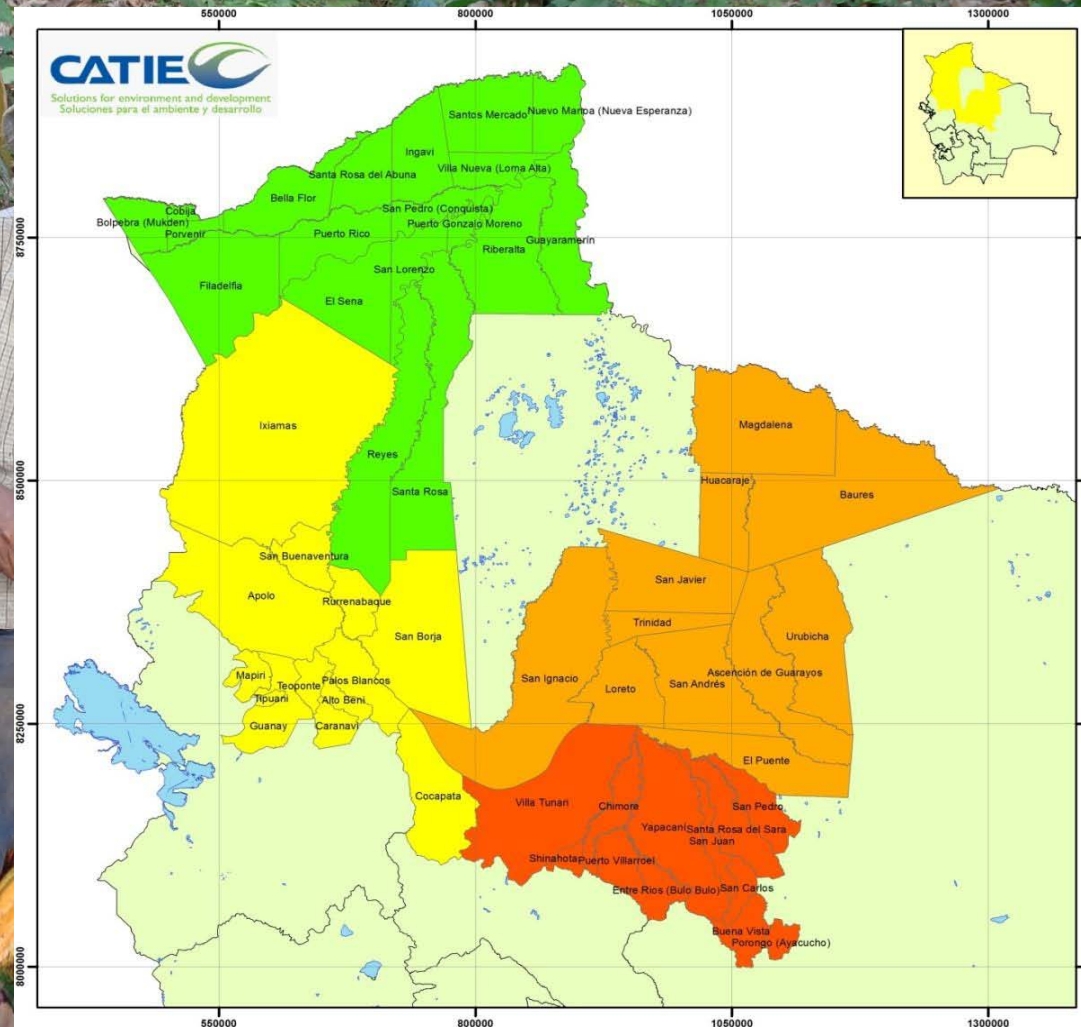 550000
800000
1050000
1300000
CATIE
Solutions for environment and development
Soluciones para el ambiente y desarrollo
Santos Mercado
Nuevo Manoa (Nueva Esperanza)
Ingavi
Villa Nueva (Loma Alta)
Santa Rosa del Abuna
Bella Flor
Cobija
San Pedro (Conquista)
Bolpebra (Mukden)
Puerto Gonzalo Moreno
Porvenir
Puerto Rico
Guayaramerín
8750000
8750000
Riberalta
San Lorenzo
Filadelfia
El Sena
Ixiamas
Magdalena
Reyes
Huacaraje
8500000
8500000
Santa Rosa
Baures
San Buenaventura
San Javier
Apolo
Rurrenabaque
Trinidad
San Borja
Urubicha
Mapiri
Palos Blancos
San Ignacio
Ascención de Guarayos
Teoponte
Loreto
San Andrés
Tipuani
Alto Beni
Guanay
Caranavi
8250000
8250000
El Puente
Cocapata
Villa Tunari
Chimore
San Pedro
Yapacaní
Santa Rosa del Sara
San Juan
Shinahota
Puerto Villarroel
Entre Rios (Bulo Bulo)
San Carlos
Buena Vista
Porongo (Ayacucho)
8000000
8000000
550000
800000
1050000
1300000